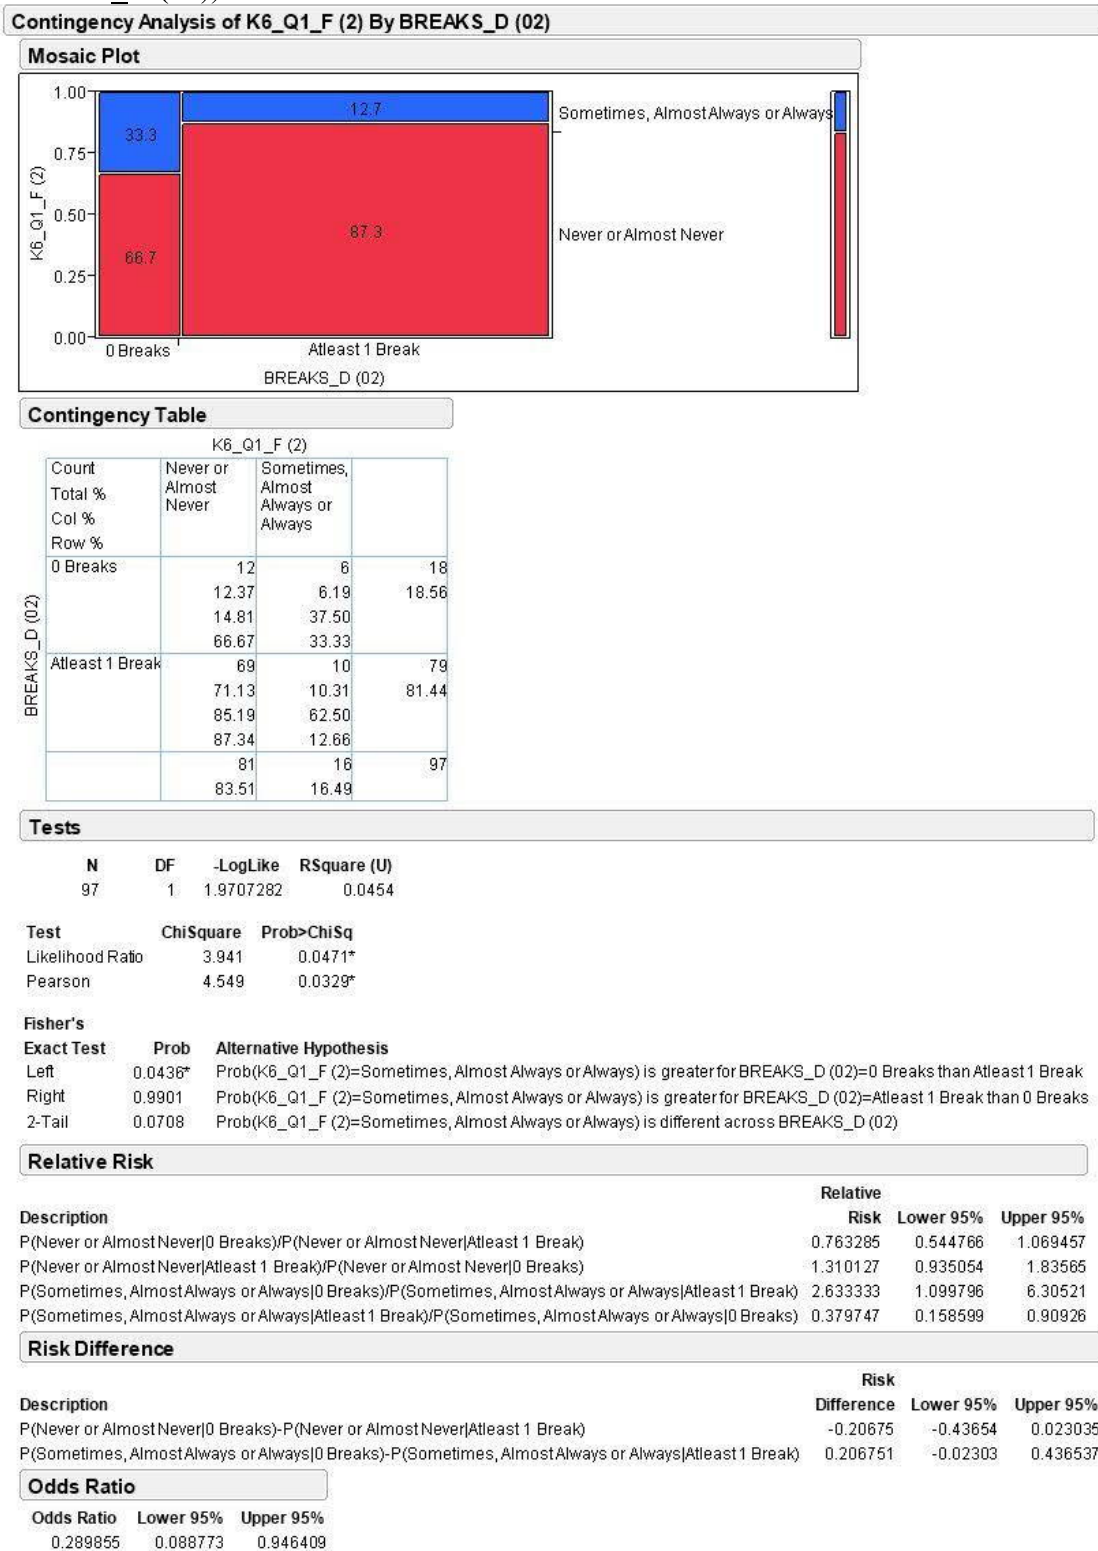 Contingency Analysis of K6_Q1_F (2) By BREAKS_D (02)
Mosaic Plot
1.00
0.75
0.50
0.25
0.00
K6_Q1_F (2)
33.3
12.7
66.7
87.3
Sometimes, Almost Always or Always
Never or Almost Never
0 Breaks
Atleast 1 Break
BREAKS_D (02)
Contingency Table
K6_Q1_F (2)
BREAKS_D (02)
Count
Total %
Col %
Row %
Never or
Almost
Never
Sometimes,
Almost
Always or
Always
0 Breaks 12 6 18
12.37 6.19 18.56
14.81 37.50
66.67 33.33
Atleast 1 Break 69 10 79
71.13 10.31 81.44
85.19 62.50
87.34 12.66
81 16 97
83.51 16.49
Tests
N DF -LogLike RSquare (U)
97 1 1.9707282 0.0454
Test ChiSquare Prob>ChiSq
Likelihood Ratio 3.941 0.0471*
Pearson 4.549 0.0329*
Fisher's
Exact Test Prob Alternative Hypothesis
Left 0.0436* Prob(K6_Q1_F (2)=Sometimes, Almost Always or Always) is greater for BREAKS_D (02)=0 Breaks than Atleast 1 Break
Right 0.9901 Prob(K6_Q1_F (2)=Sometimes, Almost Always or Always) is greater for BREAKS_D (02)=Atleast 1 Break than 0 Breaks
2-Tail 0.0708 Prob(K6_Q1_F (2)=Sometimes, Almost Always or Always) is different across BREAKS_D (02)
Relative Risk
Relative
Description Risk Lower 95% Upper 95%
P(Never or Almost Never|0 Breaks)/P(Never or Almost Never|Atleast 1 Break) 0.763285 0.544766 1.069457
P(Never or Almost Never|Atleast 1 Break)/P(Never or Almost Never|0 Breaks) 1.310127 0.935054 1.83565
P(Sometimes, Almost Always or Always|0 Breaks)/P(Sometimes, Almost Always or Always|Atleast 1 Break) 2.633333 1.099796 6.30521
P(Sometimes, Almost Always or Always|Atleast 1 Break)/P(Sometimes, Almost Always or Always|0 Breaks) 0.379747 0.158599 0.90926
Risk Difference
Risk
Description Difference Lower 95% Upper 95%
P(Never or Almost Never|0 Breaks)-P(Never or Almost Never|Atleast 1 Break) -0.20675 -0.43654 0.023035
P(Sometimes, Almost Always or Always|0 Breaks)-P(Sometimes, Almost Always or Always|Atleast 1 Break) 0.206751 -0.02303 0.436537
Odds Ratio
Odds Ratio Lower 95% Upper 95%
0.289855 0.088773 0.946409